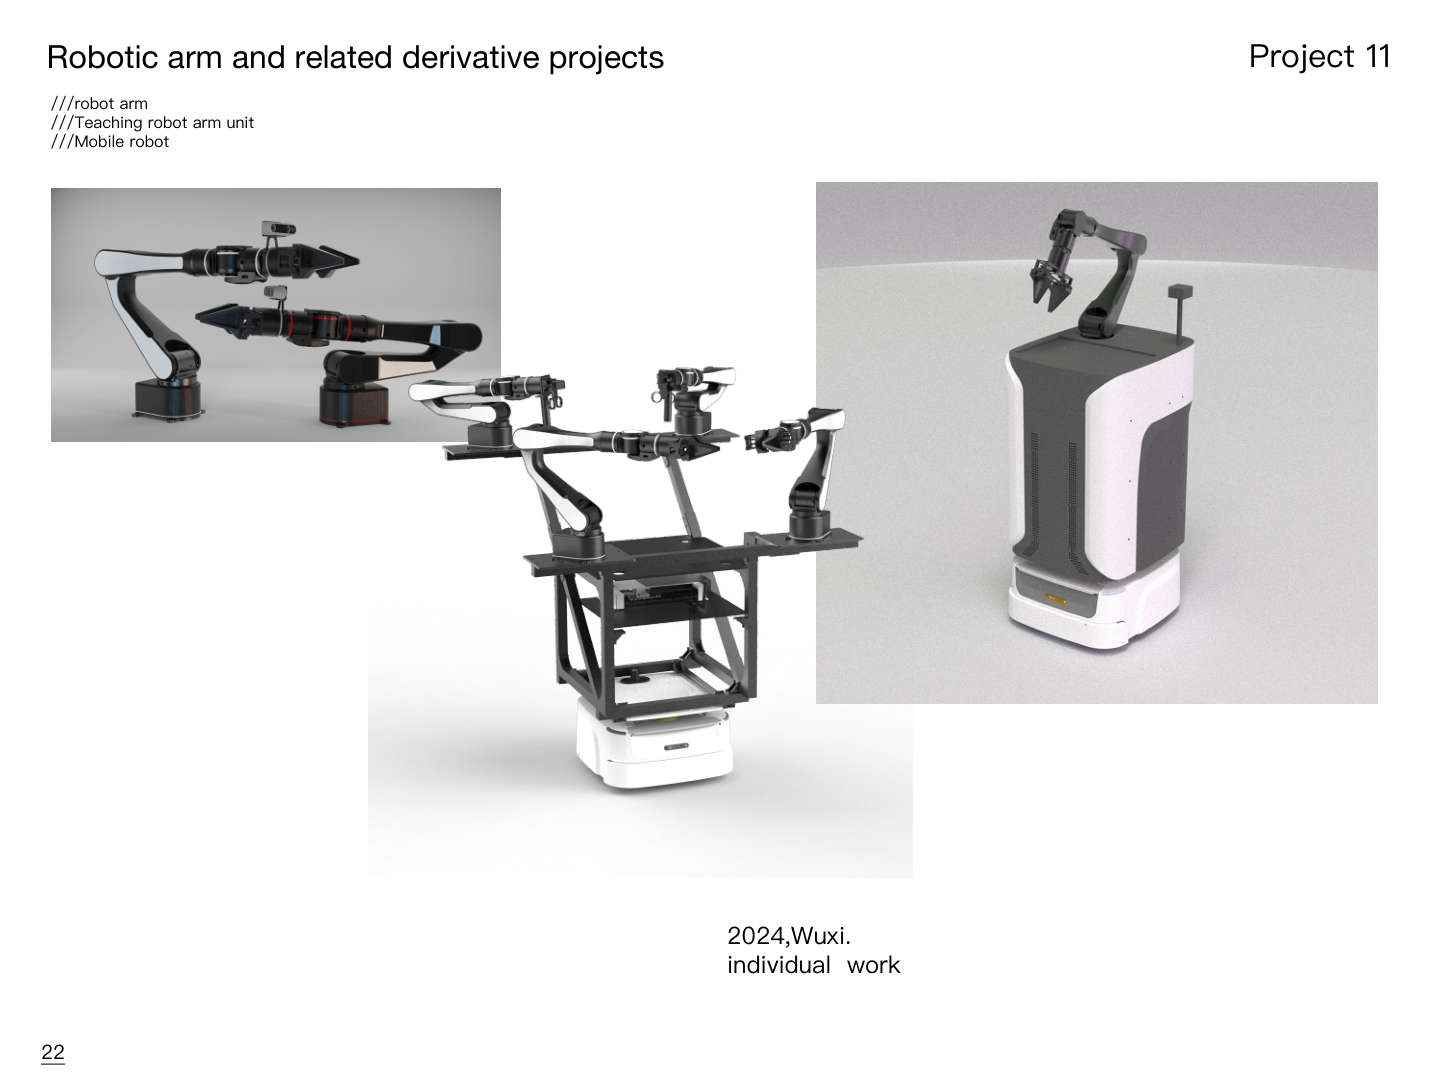 Robotic arm and related derivative projects
Project 11
///robot arm
///Teaching robot arm unit
///Mobile robot
2024,Wuxi.
individual work
22